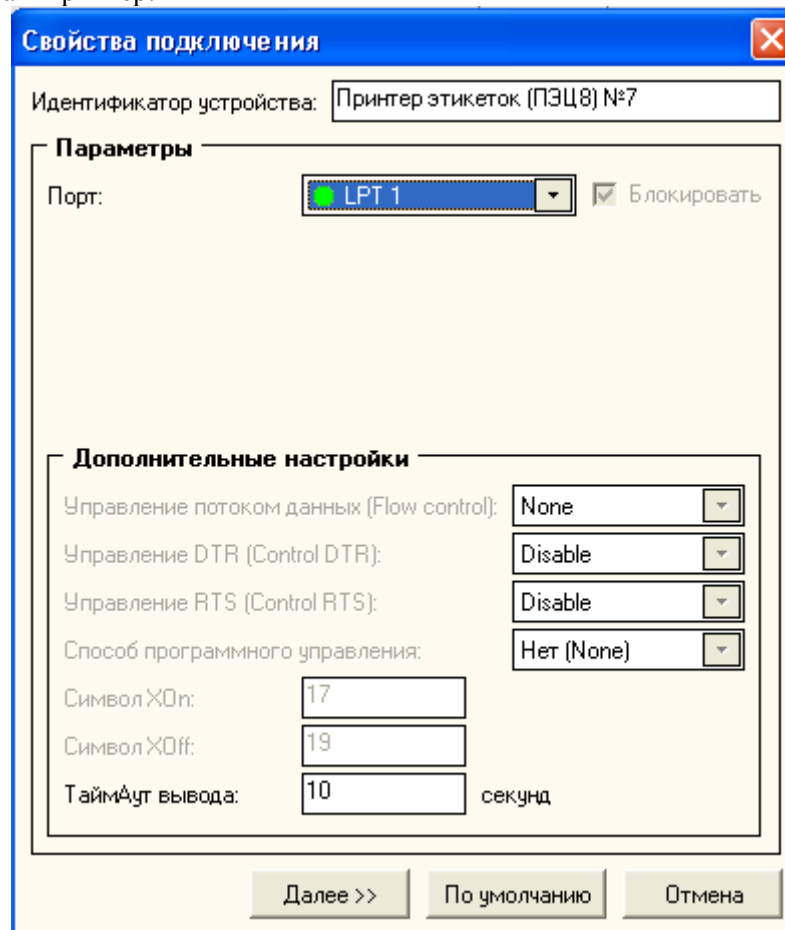 Свойства подключения
Идентификатор устройства: Принтер этикеток (ПЭЦ8) №7
Параметры
Порт: LPT 1 Блокировать
Дополнительные настройки
Управление потоком данных (Flow control): None
Управление DTR (Control DTR): Disable
Управление RTS (Control RTS): Disable
Способ программного управления: Нет (None)
Символ XOn: 17
Символ XOff: 19
ТаймАут вывода: 10 секунд
Далее >> По умолчанию Отмена